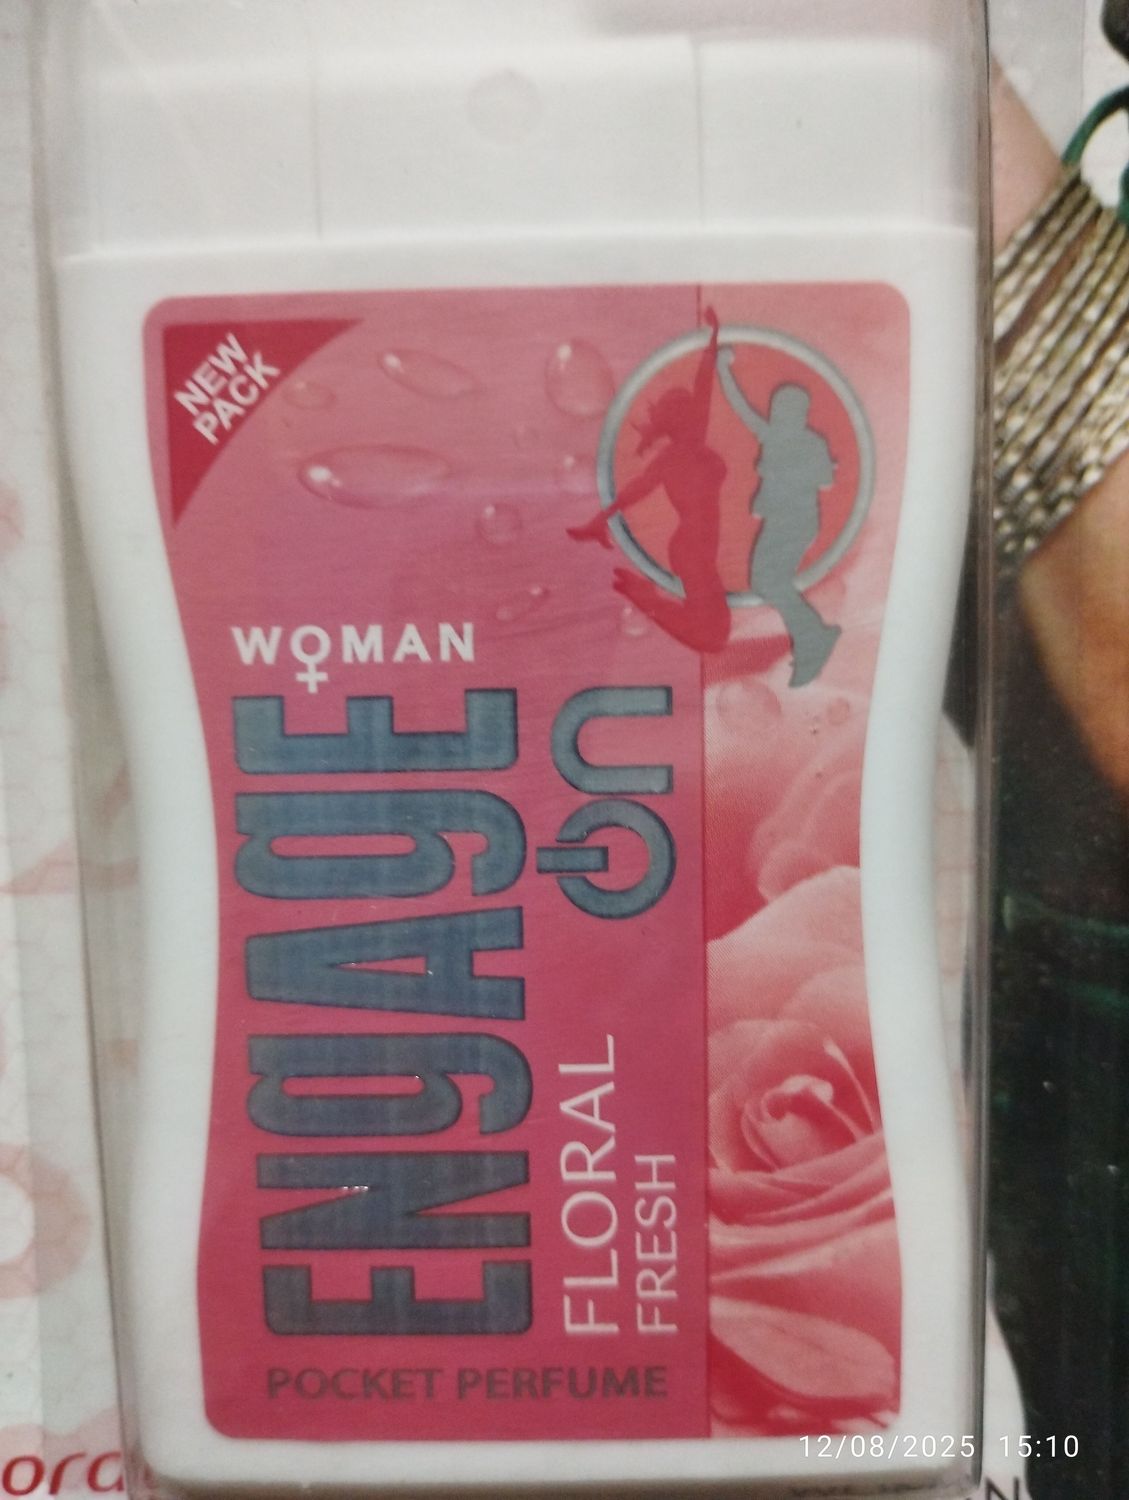 NEW
PACK
WOMAN
ENgAgE
ON
FLORAL
FRESH
POCKET PERFUME
12/08/2025 15:10